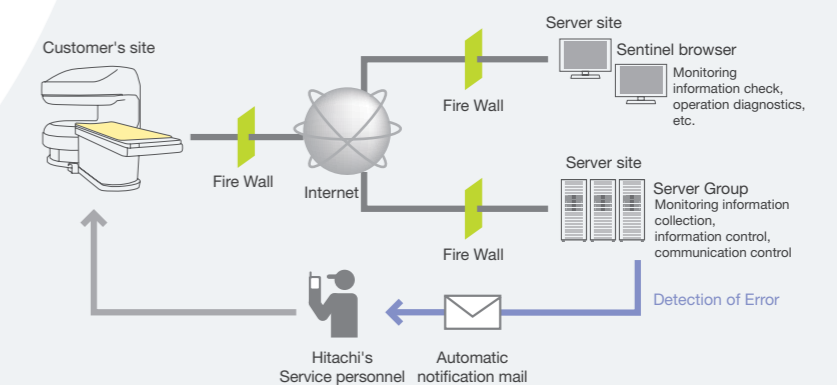 Customer's site
Fire Wall
Internet
Fire Wall
Server site
Sentinel browser
Monitoring
information check,
operation diagnostics,
etc.
Fire Wall
Server site
Server Group
Monitoring information
collection,
information control,
communication control
Detection of Error
Automatic
notification mail
Hitachi's
Service personnel